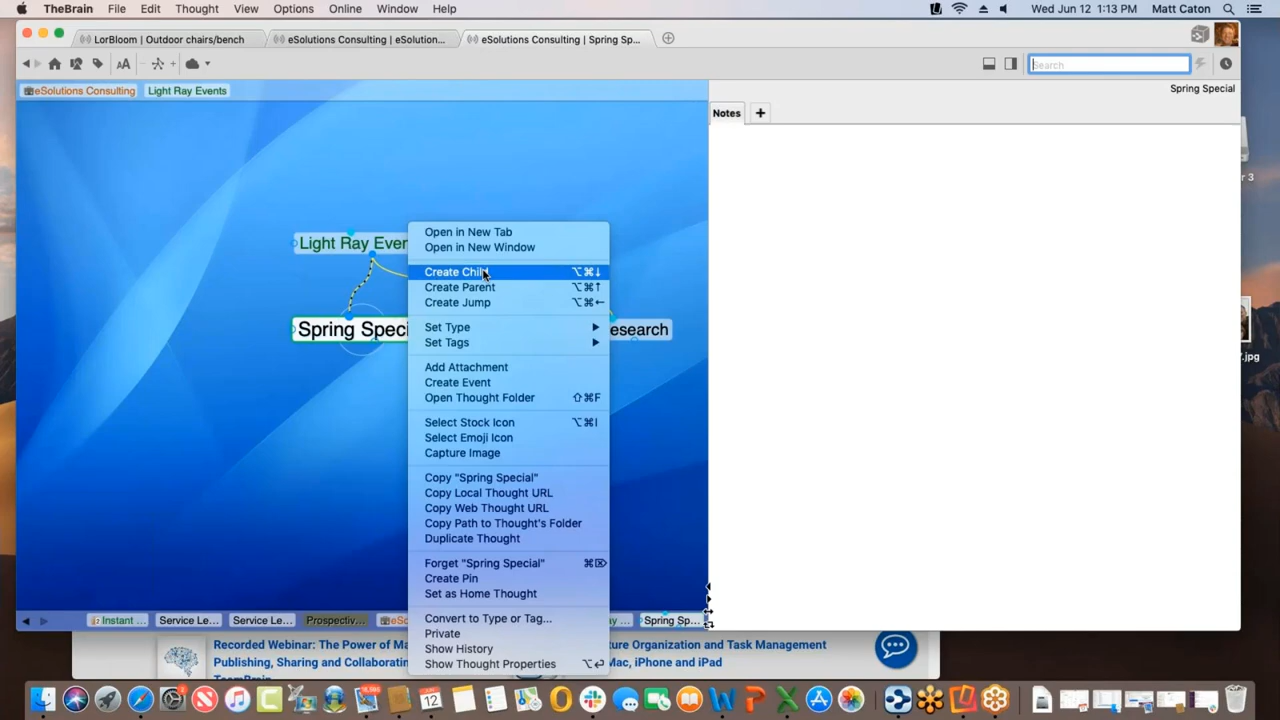 TheBrain File Edit Thought View Options Online Window Help Wed Jun 12 1:13 PM Matt Caton
LorBloom | Outdoor chairs/bench
eSolutions Consulting | eSolution...
eSolutions Consulting | Spring Sp...
AA
Search
eSolutions Consulting Light Ray Events
Spring Special
Notes +
Light Ray Even
Spring Speci
esearch
Open in New Tab
Open in New Window
Create Chil
⌥⌘↓
Create Parent ⌥⌘↑
Create Jump ⌥⌘←
Set Type
Set Tags
Add Attachment
Create Event
Open Thought Folder ⇧⌘F
Select Stock Icon ⌥⌘I
Select Emoji Icon
Capture Image
Copy "Spring Special"
Copy Local Thought URL
Copy Web Thought URL
Copy Path to Thought's Folder
Duplicate Thought
Forget "Spring Special" ⌘⌦
Create Pin
Set as Home Thought
Convert to Type or Tag...
Private
Show History
Show Thought Properties ⌥↩
Instant ... Service Le... Service Le... Prospectiv... eSo Spring Sp...
Recorded Webinar: The Power of Ma
Publishing, Sharing and Collaboratin
TeamBrain
ture Organization and Task Management
Mac, iPhone and iPad
r 3
.jpg